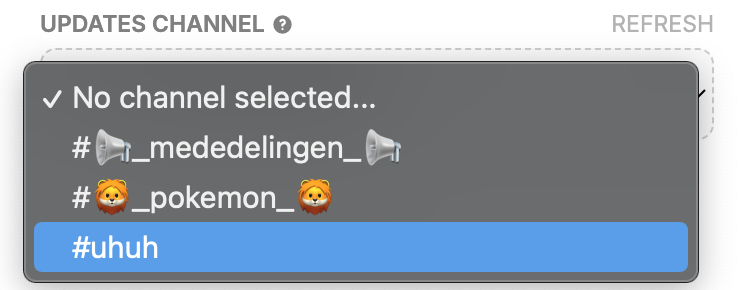 UPDATES CHANNEL ? REFRESH
✓ No channel selected...
#📢_mededelingen_📢
#🦁_pokemon_🦁
#uhuh